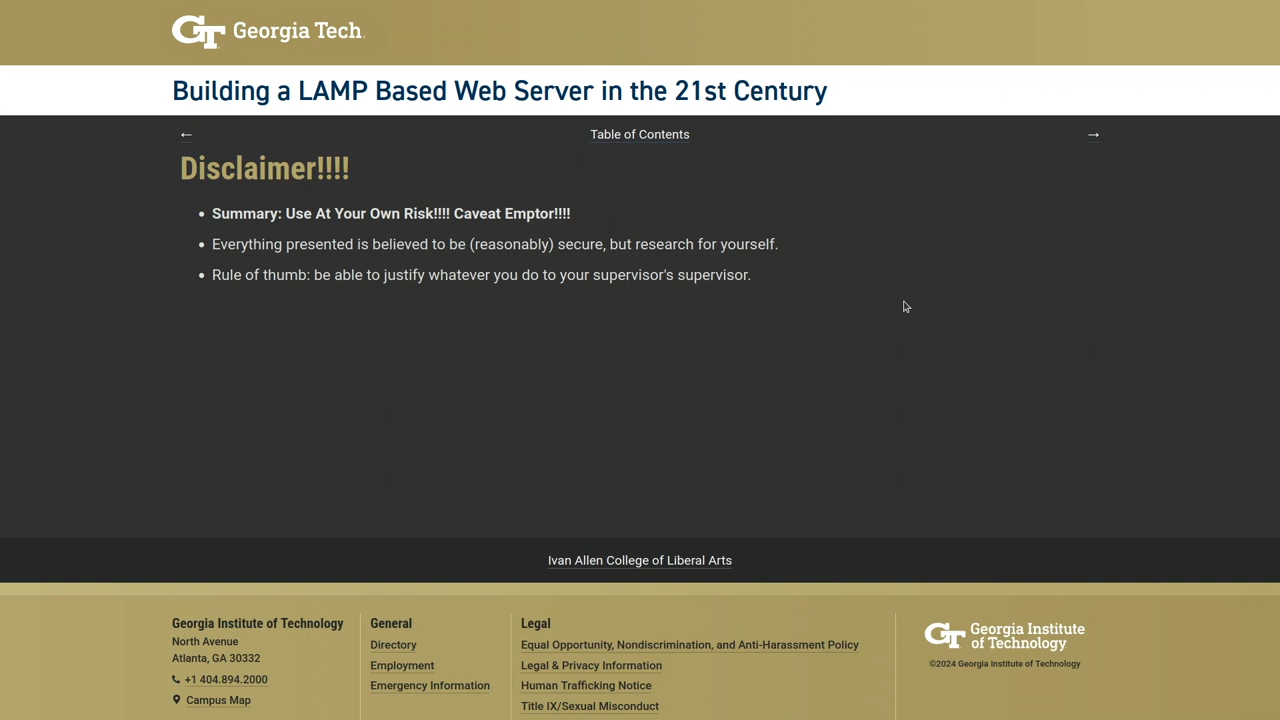 GT Georgia Tech.
Building a LAMP Based Web Server in the 21st Century
← Table of Contents →
Disclaimer!!!!
• Summary: Use At Your Own Risk!!!! Caveat Emptor!!!!
• Everything presented is believed to be (reasonably) secure, but research for yourself.
• Rule of thumb: be able to justify whatever you do to your supervisor's supervisor.
Ivan Allen College of Liberal Arts
Georgia Institute of Technology
North Avenue
Atlanta, GA 30332
+1 404.894.2000
Campus Map
General
Directory
Employment
Emergency Information
Legal
Equal Opportunity, Nondiscrimination, and Anti-Harassment Policy
Legal & Privacy Information
Human Trafficking Notice
Title IX/Sexual Misconduct
GT Georgia Institute
of Technology
©2024 Georgia Institute of Technology